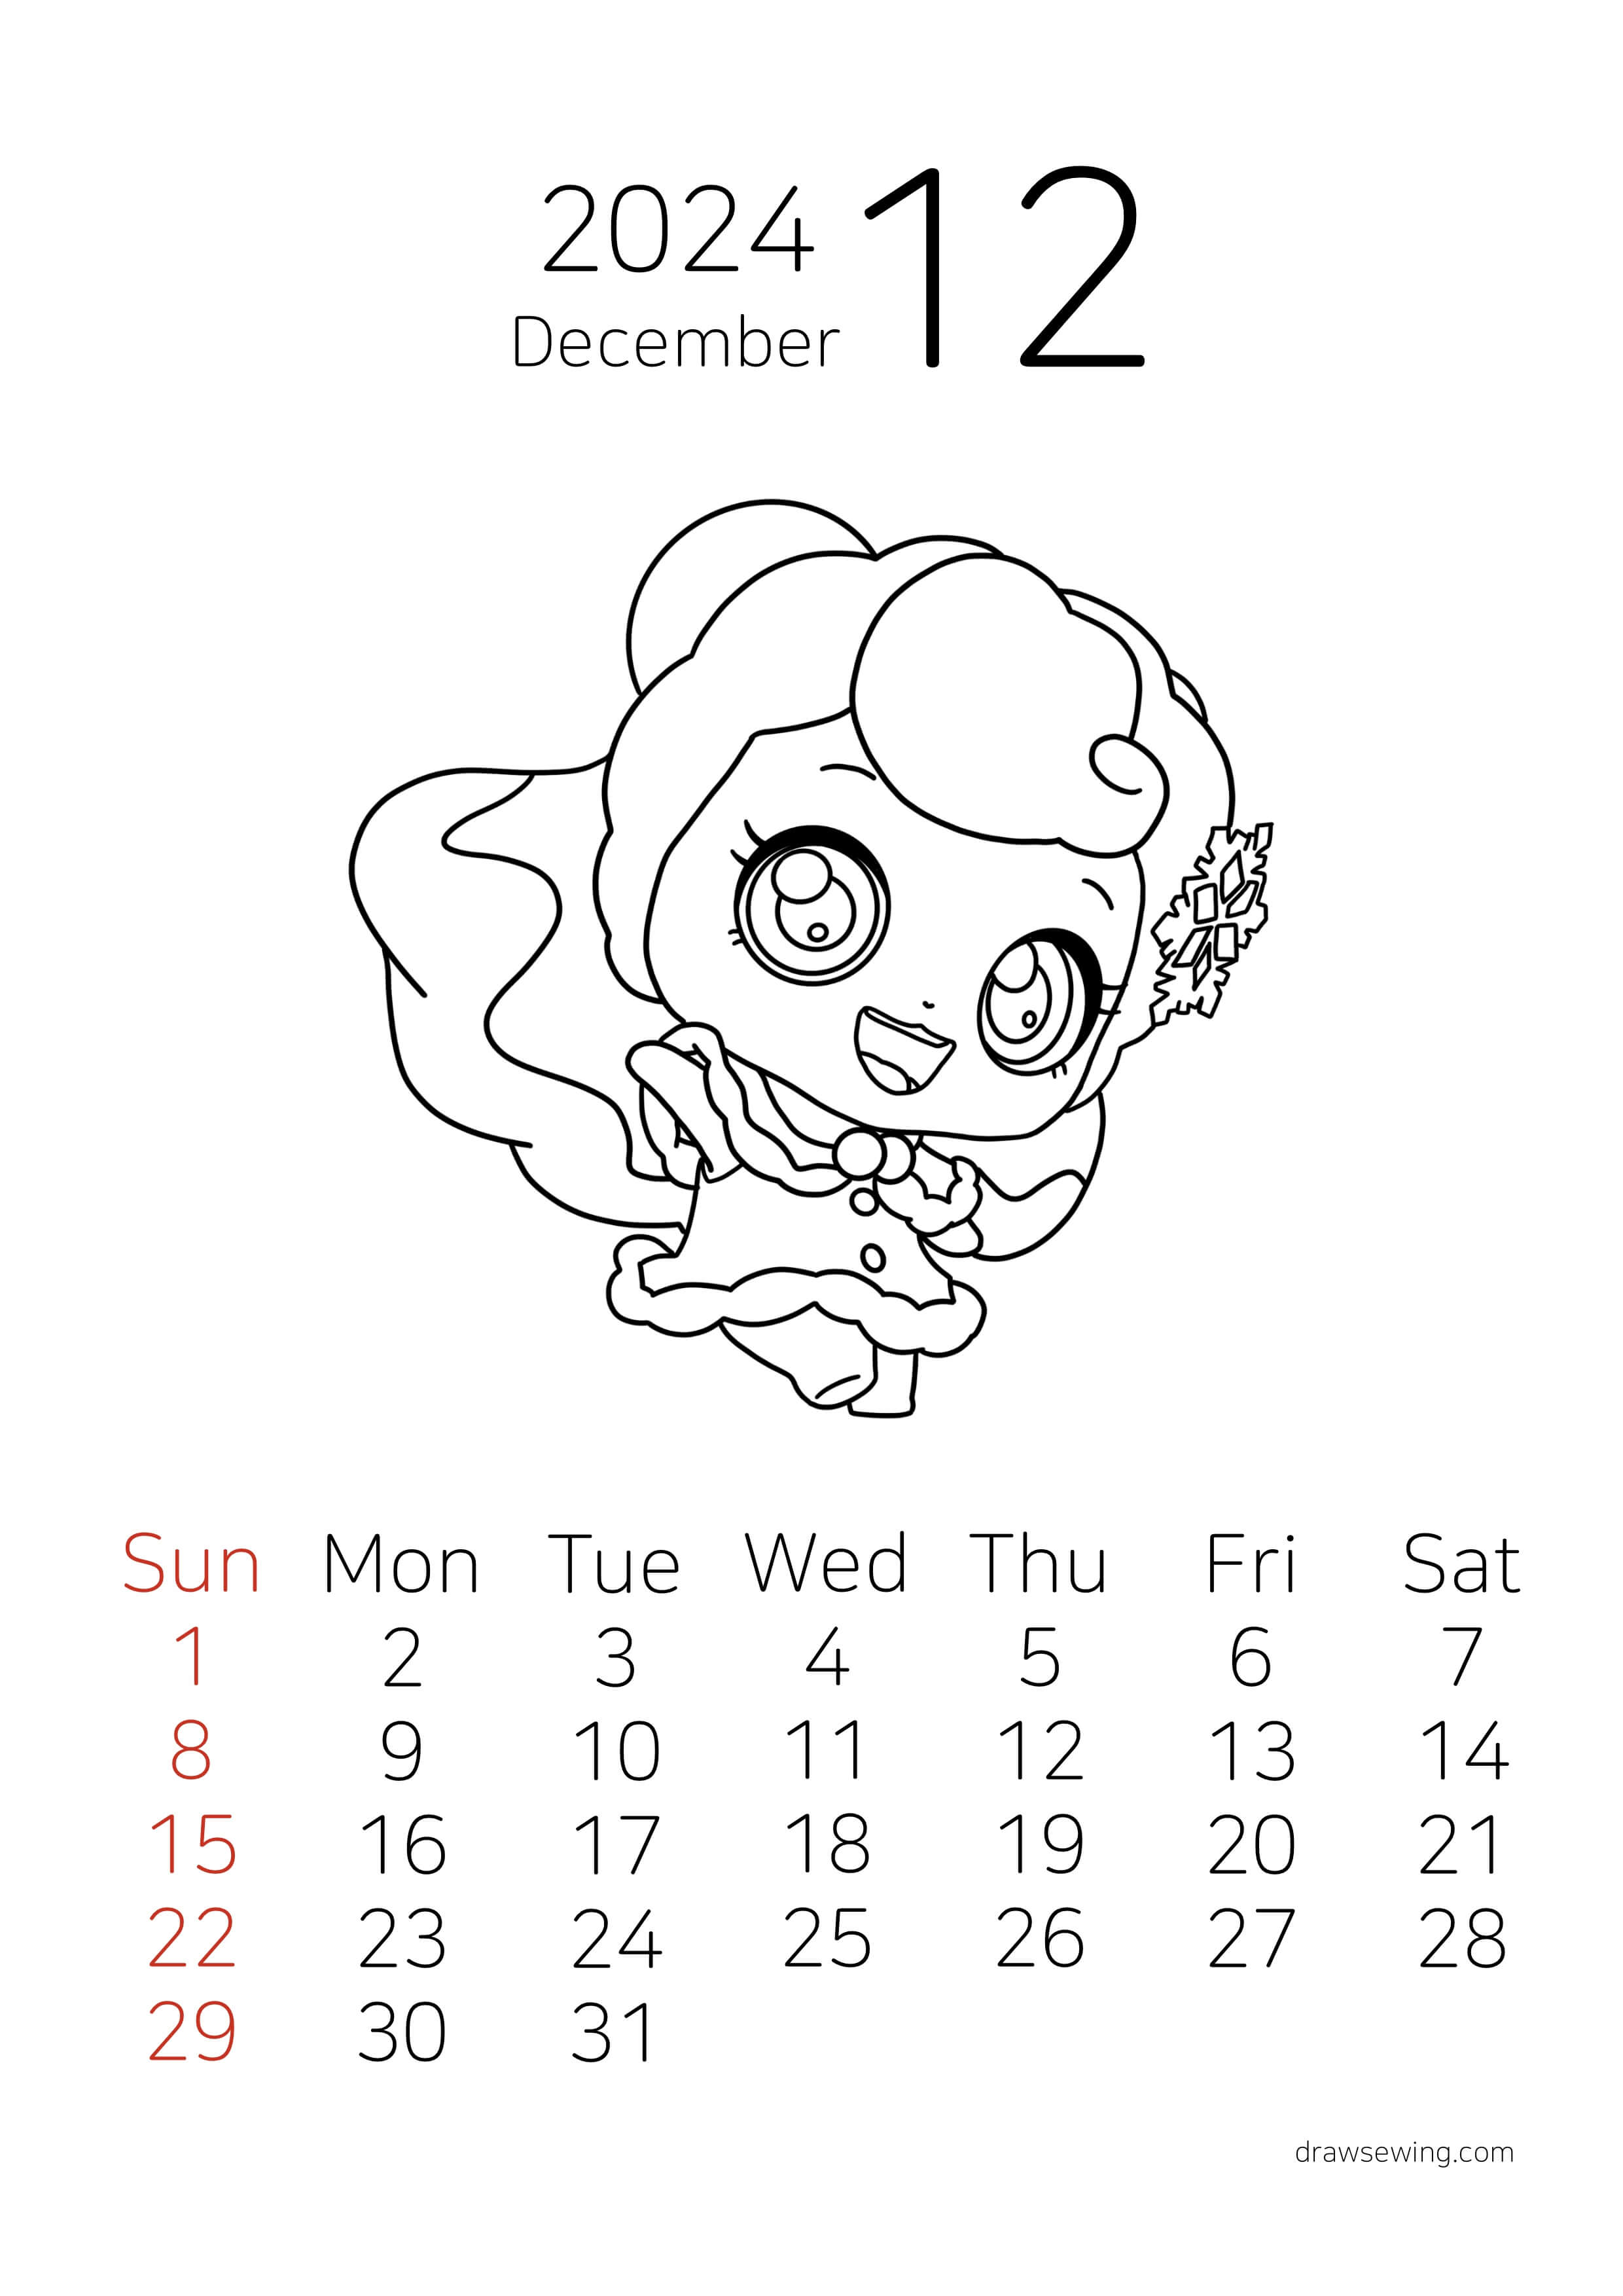 2024 12
December
Sun Mon Tue Wed Thu Fri Sat
1 2 3 4 5 6 7
8 9 10 11 12 13 14
15 16 17 18 19 20 21
22 23 24 25 26 27 28
29 30 31
drawsewing.com